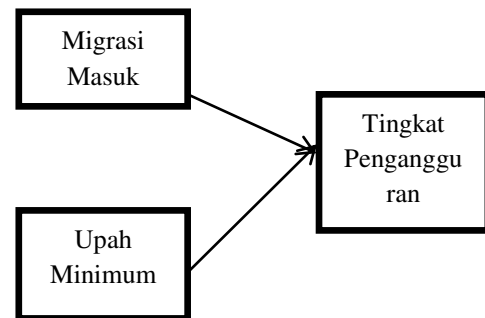 Migrasi
Masuk
Tingkat
Penganggu
ran
Upah
Minimum